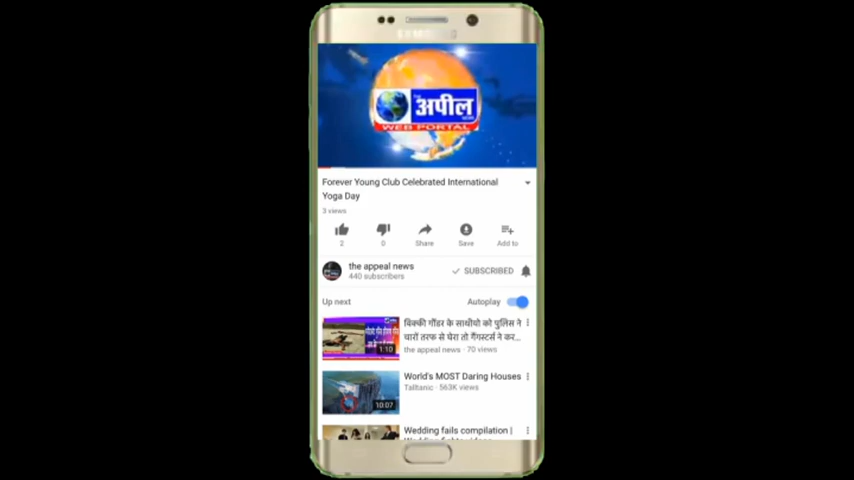 SAMSUNG
अपील
WEB PORTAL
Forever Young Club Celebrated International
Yoga Day
3 views
2
0
Share
Save
Add to
the appeal news
440 subscribers
SUBSCRIBED
Up next
Autoplay
विक्की गौंडर के साथीयो को पुलिस ने
चारों तरफ से घेरा तो गैंगस्टर्स ने कर...
the appeal news · 70 views
1:10
World's MOST Daring Houses
Talltanic · 563K views
10:07
Wedding fails compilation |